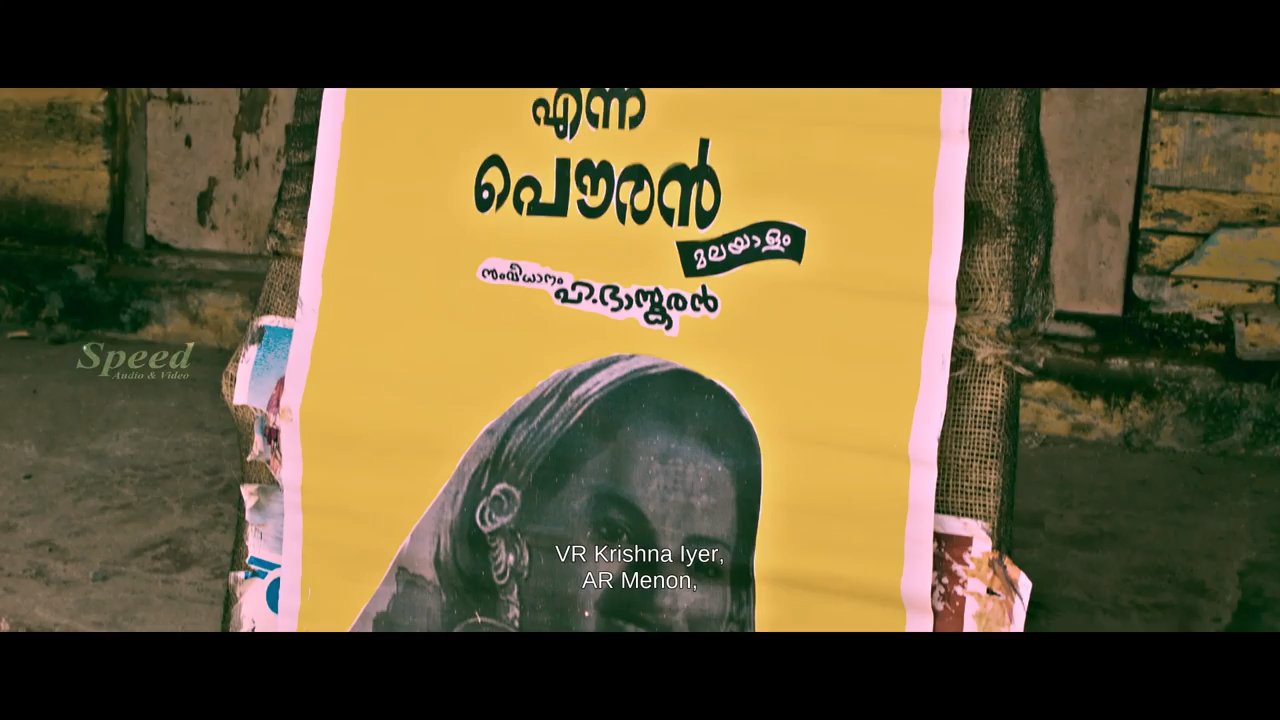 എന്ന
പൌരൻ
മലയാളം
സംവിധാനം
പി.ഭാസ്കരൻ
Speed
Audio & Video
VR Krishna Iyer,
AR Menon,